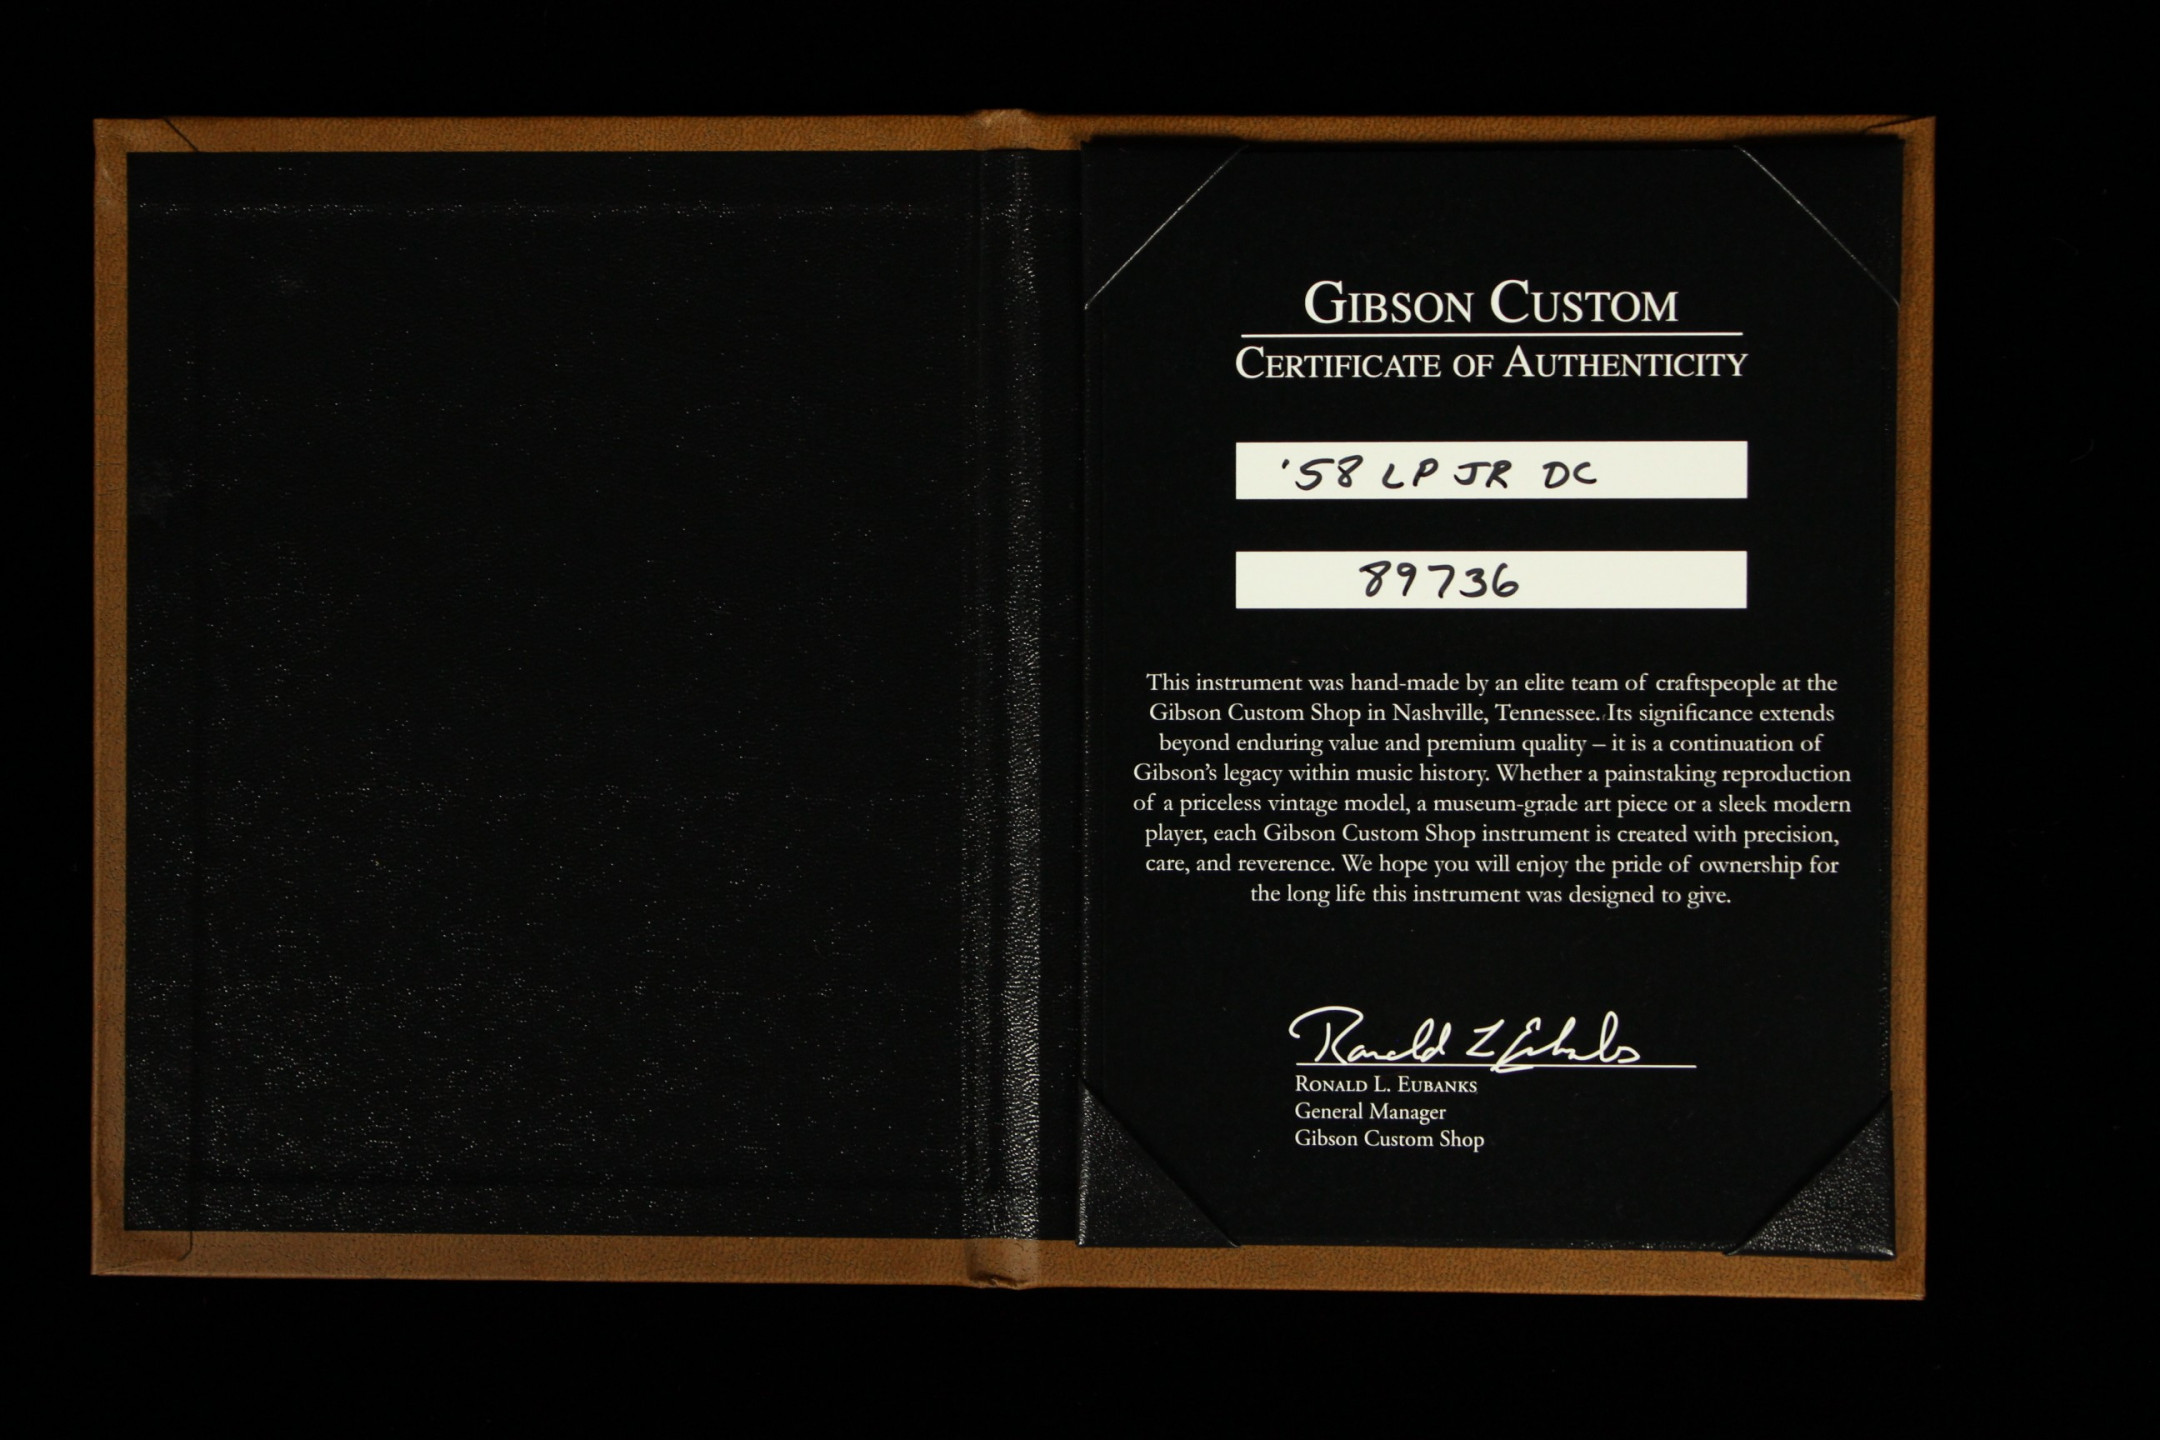 GIBSON CUSTOM
CERTIFICATE OF AUTHENTICITY
'58 LP JR DC
89736
This instrument was hand-made by an elite team of craftspeople at the
Gibson Custom Shop in Nashville, Tennessee. Its significance extends
beyond enduring value and premium quality – it is a continuation of
Gibson's legacy within music history. Whether a painstaking reproduction
of a priceless vintage model, a museum-grade art piece or a sleek modern
player, each Gibson Custom Shop instrument is created with precision,
care, and reverence. We hope you will enjoy the pride of ownership for
the long life this instrument was designed to give.
Ronald L Eubanks
RONALD L. EUBANKS
General Manager
Gibson Custom Shop